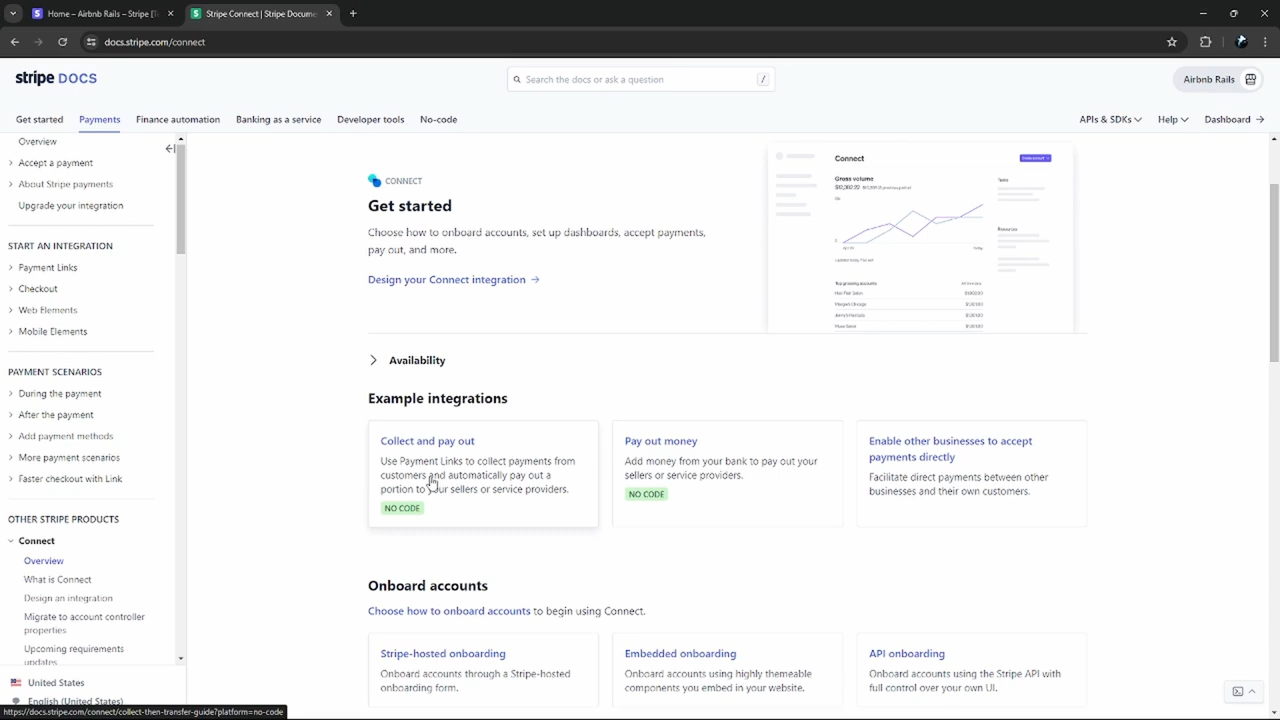 Home – Airbnb Rails – Stripe [T
Stripe Connect | Stripe Docume
docs.stripe.com/connect
stripe DOCS
Search the docs or ask a question
/
Airbnb Rails
Get started
Payments
Finance automation
Banking as a service
Developer tools
No-code
APIs & SDKs
Help
Dashboard
Overview
Accept a payment
About Stripe payments
Upgrade your integration
START AN INTEGRATION
Payment Links
Checkout
Web Elements
Mobile Elements
PAYMENT SCENARIOS
During the payment
After the payment
Add payment methods
More payment scenarios
Faster checkout with Link
OTHER STRIPE PRODUCTS
Connect
Overview
What is Connect
Design an integration
Migrate to account controller
properties
Upcoming requirements
updates
United States
English (United States)
https://docs.stripe.com/connect/collect-then-transfer-guide?platform=no-code
CONNECT
Get started
Choose how to onboard accounts, set up dashboards, accept payments,
pay out, and more.
Design your Connect integration
Connect
Gross volume
Today
Top grossing accounts
Resources
Availability
Example integrations
Collect and pay out
Use Payment Links to collect payments from
customers and automatically pay out a
portion to your sellers or service providers.
NO CODE
Pay out money
Add money from your bank to pay out your
sellers or service providers.
NO CODE
Enable other businesses to accept
payments directly
Facilitate direct payments between other
businesses and their own customers.
Onboard accounts
Choose how to onboard accounts to begin using Connect.
Stripe-hosted onboarding
Onboard accounts through a Stripe-hosted
onboarding form.
Embedded onboarding
Onboard accounts using highly themeable
components you embed in your website.
API onboarding
Onboard accounts using the Stripe API with
full control over your own UI.